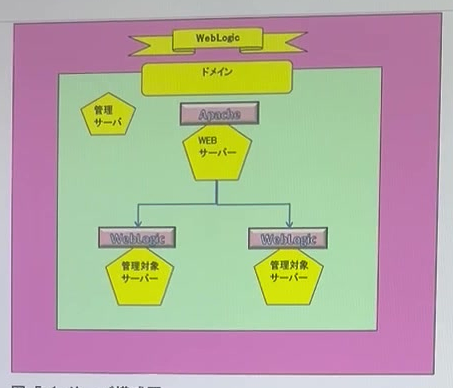 WebLogic
ドメイン
管理
サーバ
Apache
WEB
サーバー
WebLogic
WebLogic
管理対象
サーバー
管理対象
サーバー